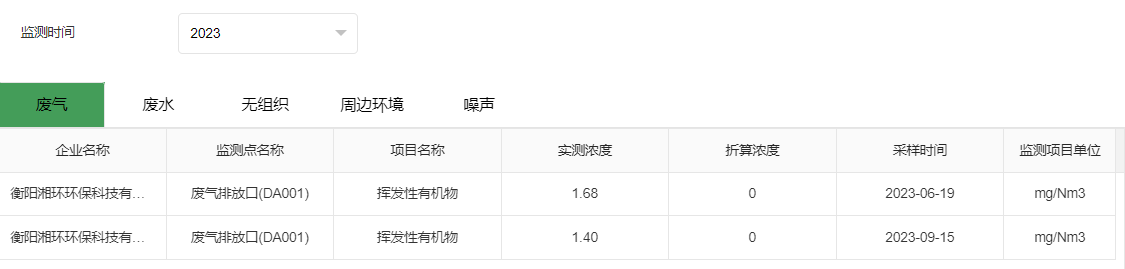 监测时间 2023
废气 废水 无组织 周边环境 噪声
企业名称 监测点名称 项目名称 实测浓度 折算浓度 采样时间 监测项目单位
衡阳湘环环保科技有... 废气排放口(DA001) 挥发性有机物 1.68 0 2023-06-19 mg/Nm3
衡阳湘环环保科技有... 废气排放口(DA001) 挥发性有机物 1.40 0 2023-09-15 mg/Nm3